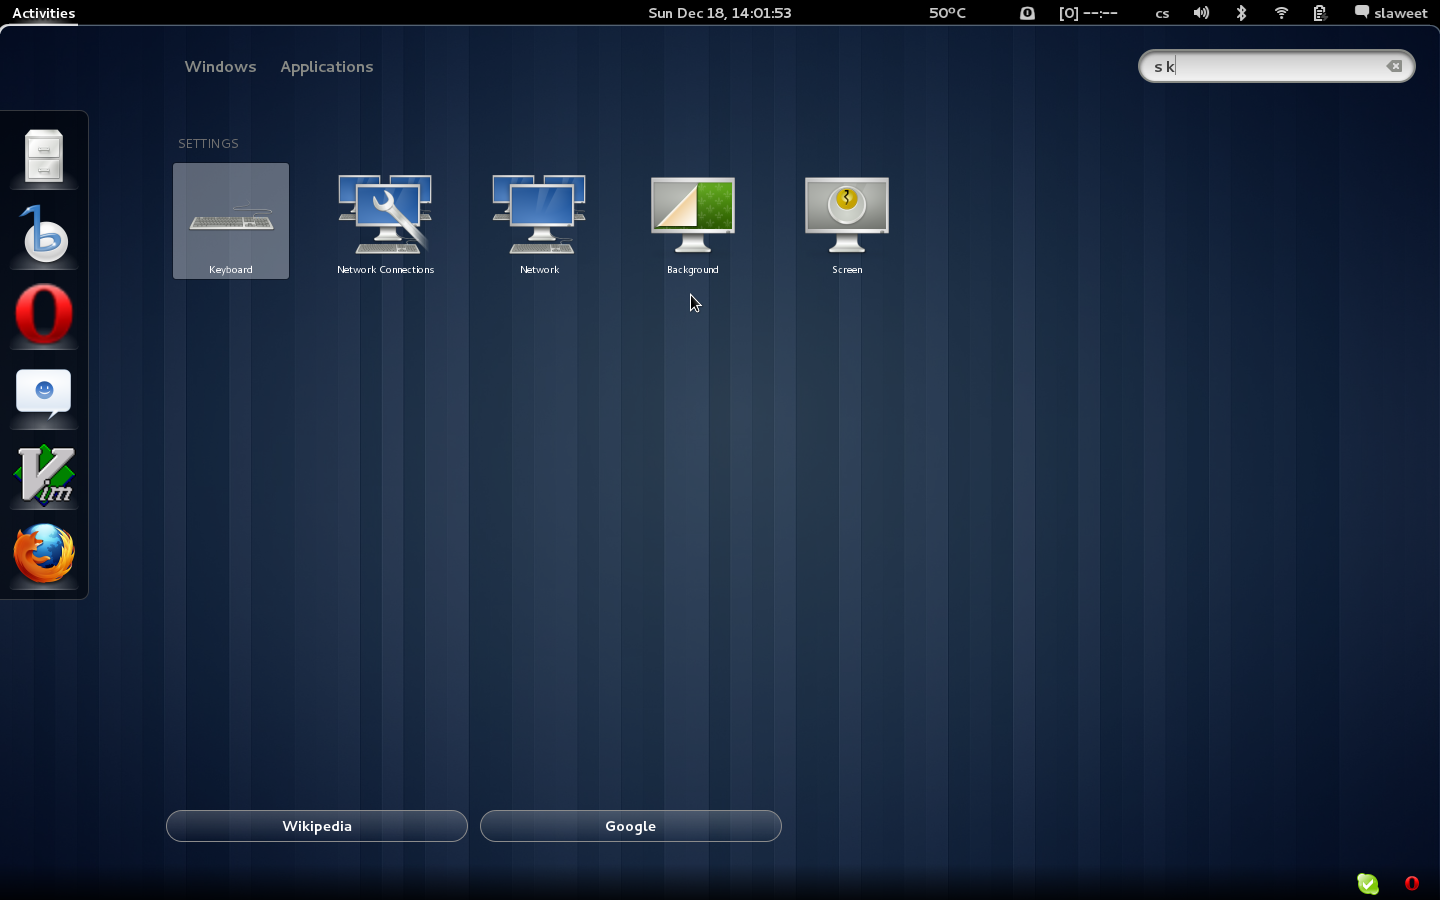 Activities
Sun Dec 18, 14:01:53
50°C
[0] --:--
cs
slaweet
Windows
Applications
s k
SETTINGS
Keyboard
Network Connections
Network
Background
Screen
Vim
Wikipedia
Google